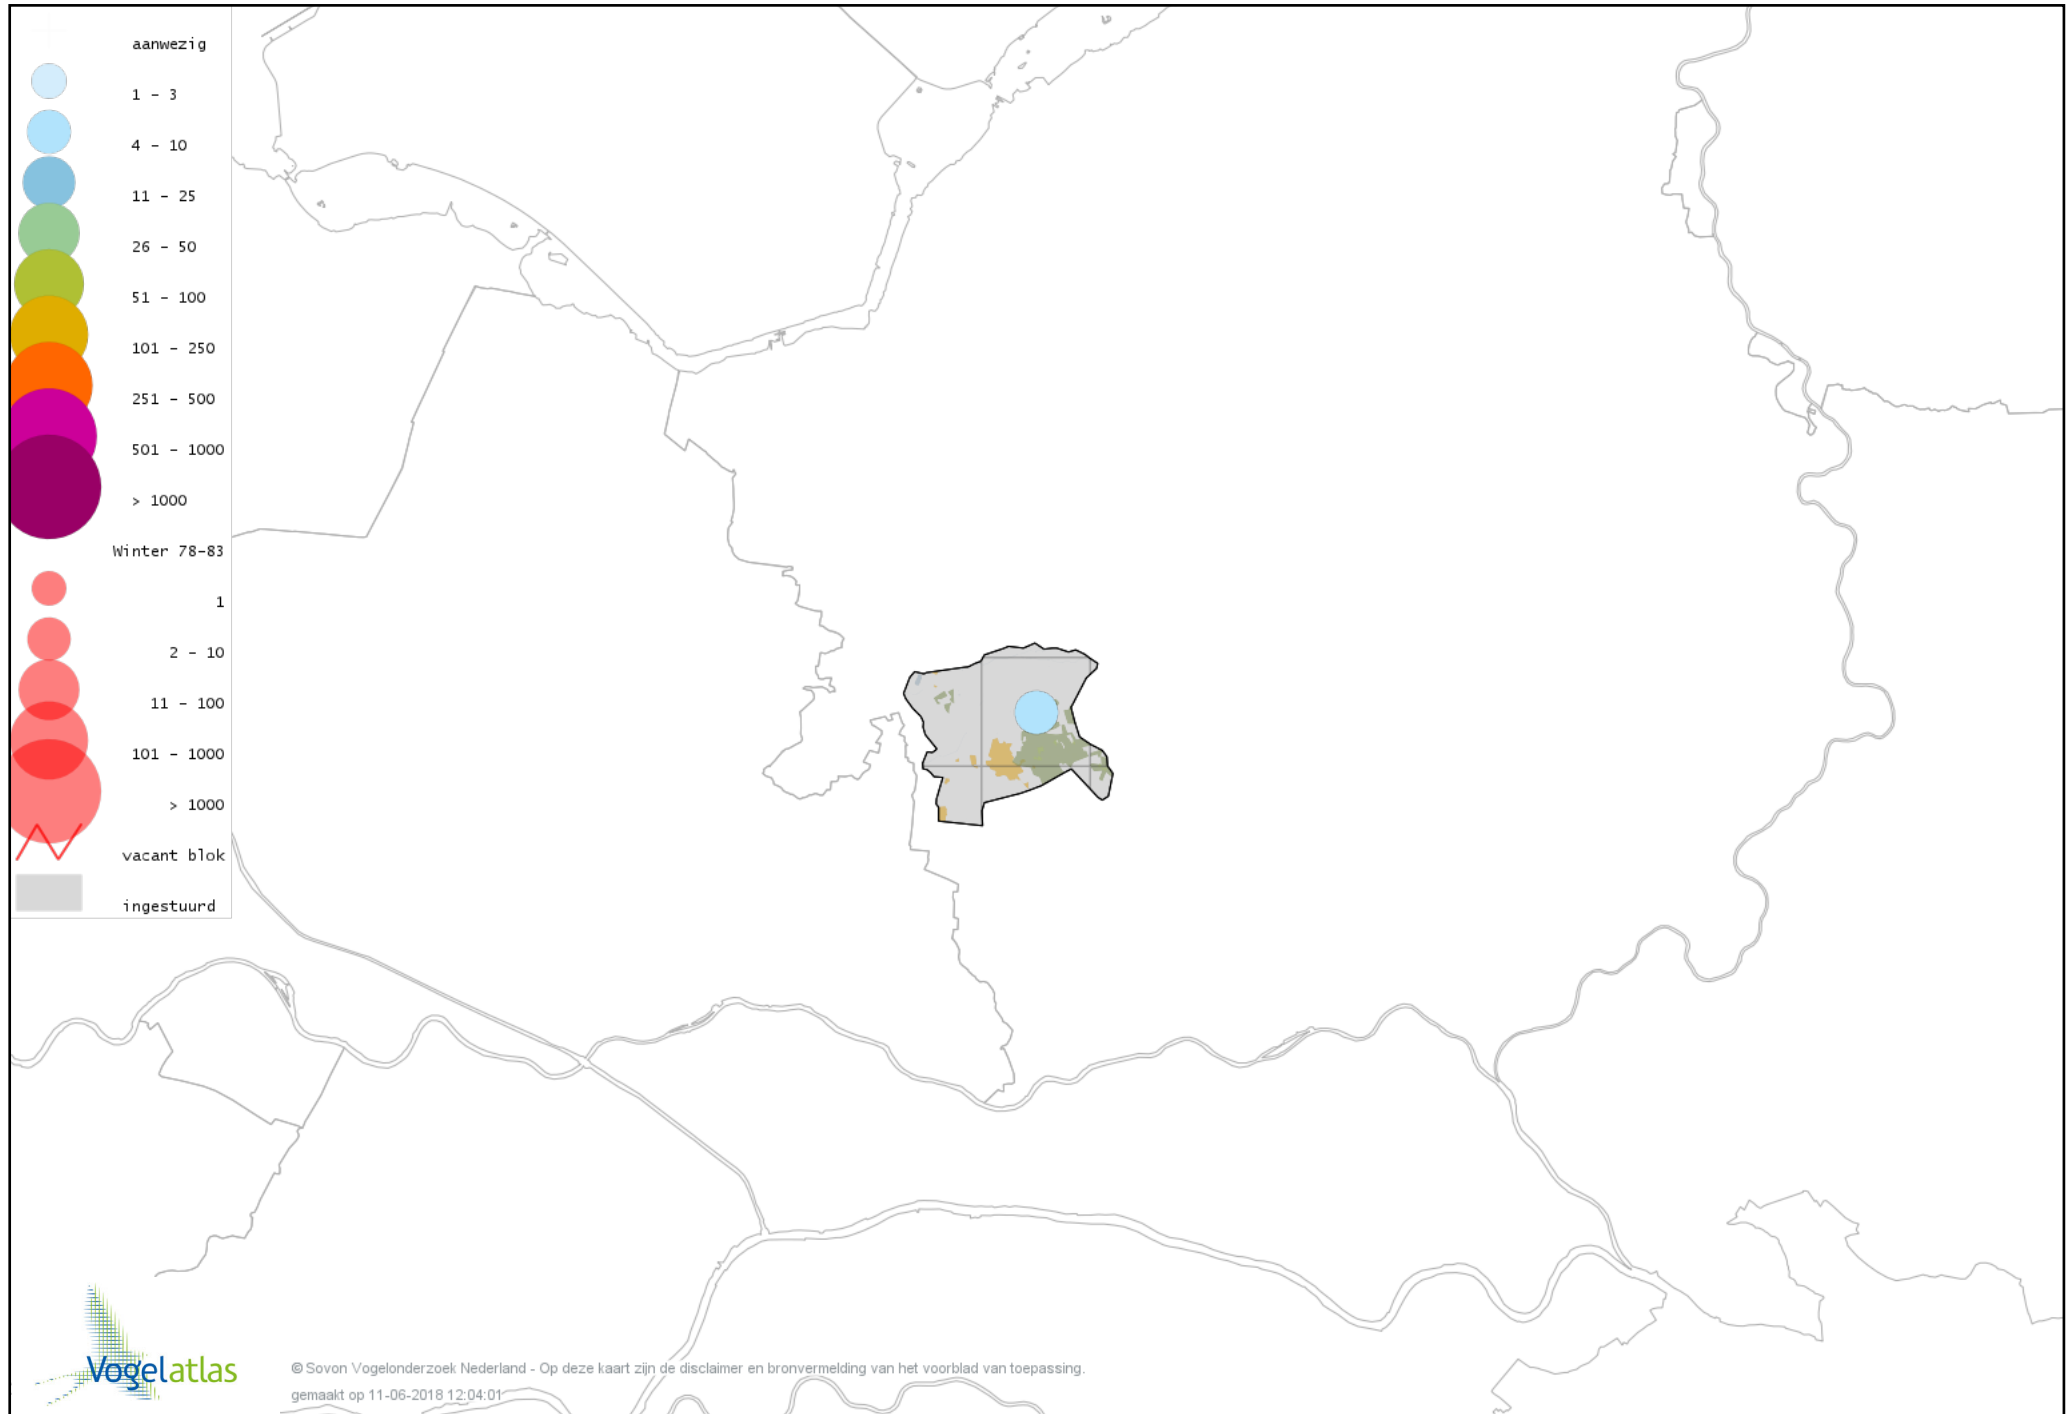 aanwezig
1 - 3
4 - 10
11 - 25
26 - 50
51 - 100
101 - 250
251 - 500
501 - 1000
> 1000
Winter 78-83
1
2 - 10
11 - 100
101 - 1000
> 1000
vacant blok
ingestuurd
Vogelatlas
© Sovon Vogelonderzoek Nederland - Op deze kaart zijn de disclaimer en bronvermelding van het voorblad van toepassing.
gemaakt op 11-06-2018 12:04:01